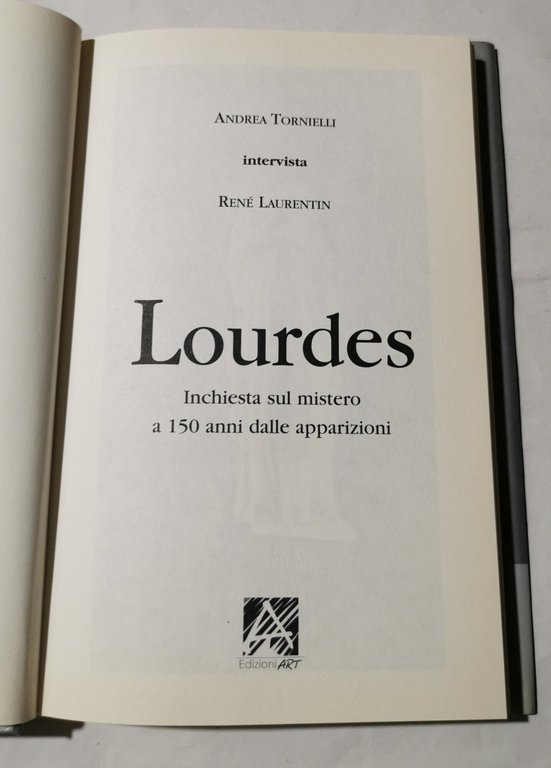 ANDREA TORNIELLI
intervista
RENÉ LAURENTIN
Lourdes
Inchiesta sul mistero
a 150 anni dalle apparizioni
Edizioni ART